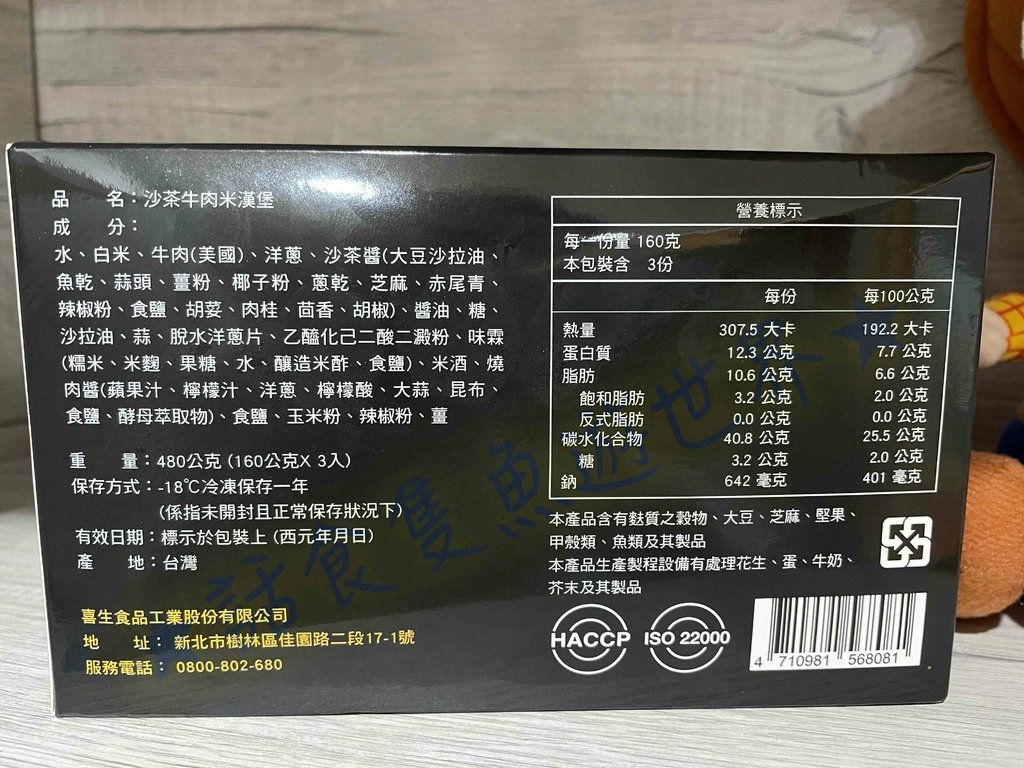 品　　名：沙茶牛肉米漢堡
成　　分：
水、白米、牛肉(美國)、洋蔥、沙茶醬(大豆沙拉油、
魚乾、蒜頭、薑粉、椰子粉、蔥乾、芝麻、赤尾青、
辣椒粉、食鹽、胡荽、肉桂、茴香、胡椒)、醬油、糖、
沙拉油、蒜、脫水洋蔥片、乙醯化己二酸二澱粉、味霖
(糯米、米麴、果糖、水、釀造米酢、食鹽)、米酒、燒
肉醬(蘋果汁、檸檬汁、洋蔥、檸檬酸、大蒜、昆布、
食鹽、酵母萃取物)、食鹽、玉米粉、辣椒粉、薑
重　　量：480公克 (160公克X 3入)
保存方式：-18℃冷凍保存一年
(係指未開封且正常保存狀況下)
有效日期：標示於包裝上 (西元年月日)
產　　地：台灣
喜生食品工業股份有限公司
地　　址：新北市樹林區佳園路二段17-1號
服務電話：0800-802-680
營養標示
每一份量 160克
本包裝含　3份
每份　每100公克
熱量　307.5 大卡　192.2 大卡
蛋白質　12.3 公克　7.7 公克
脂肪　10.6 公克　6.6 公克
飽和脂肪　3.2 公克　2.0 公克
反式脂肪　0.0 公克　0.0 公克
碳水化合物　40.8 公克　25.5 公克
糖　3.2 公克　2.0 公克
鈉　642 毫克　401 毫克
本產品含有麩質之穀物、大豆、芝麻、堅果、
甲殼類、魚類及其製品
本產品生產製程設備有處理花生、蛋、牛奶、
芥末及其製品
HACCP ISO 22000
4 710981 568081
話食隻魚遊世界★